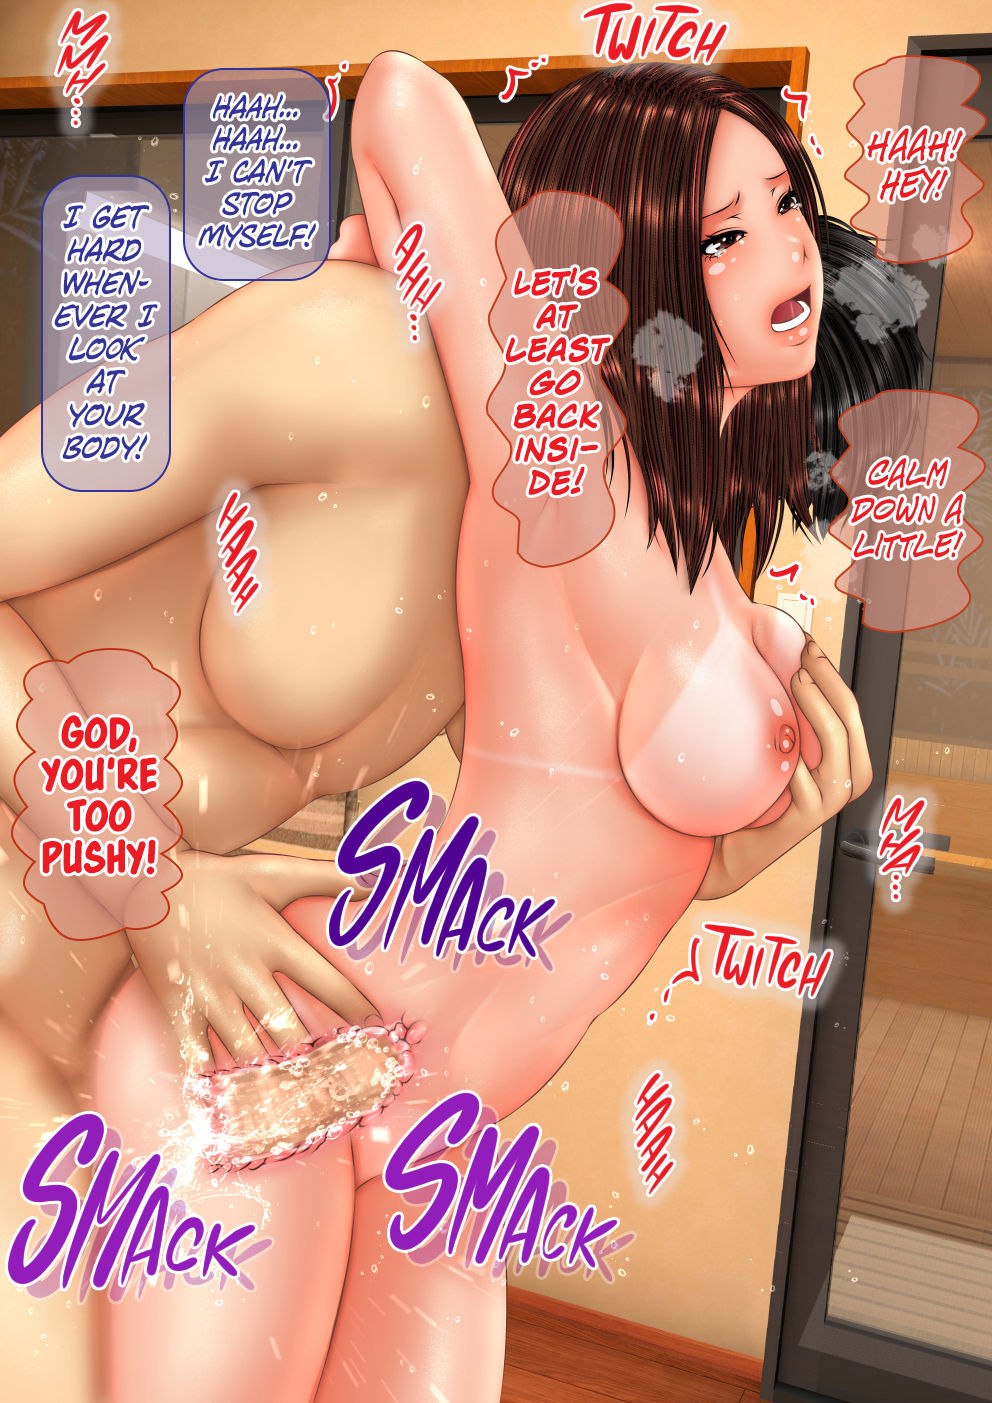 TWITCH
MMH...
HAAH...
HAAH...
I CAN'T
STOP
MYSELF!
HAAH!
HEY!
I GET
HARD
WHEN-
EVER I
LOOK
AT
YOUR
BODY!
AHH...
LET'S
AT
LEAST
GO
BACK
INSI-
DE!
CALM
DOWN A
LITTLE!
HAAH
GOD,
YOU'RE
TOO
PUSHY!
SMACK
MHA...
TWITCH
HAAH
SMACK
SMACK